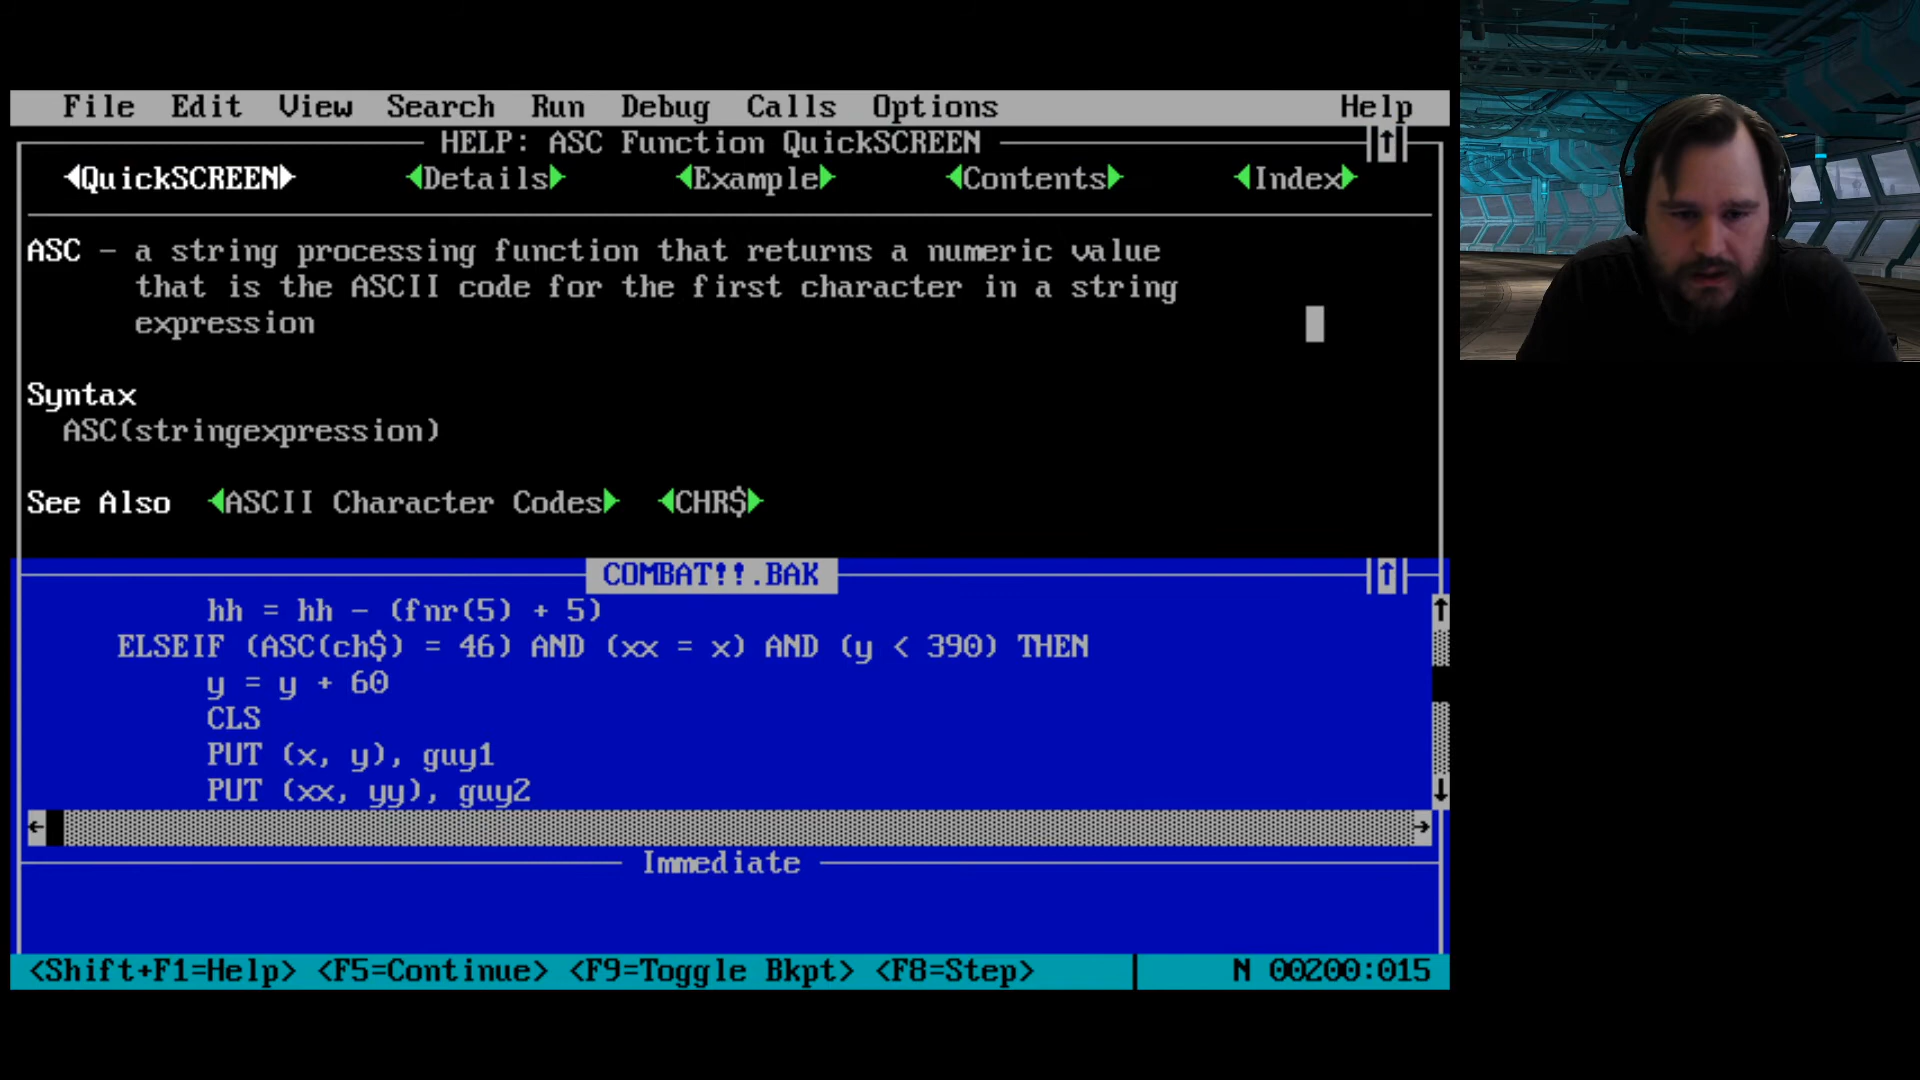 File Edit View Search Run Debug Calls Options Help
HELP: ASC Function QuickSCREEN
◄QuickSCREEN► ◄Details► ◄Example► ◄Contents► ◄Index►
ASC - a string processing function that returns a numeric value
that is the ASCII code for the first character in a string
expression
Syntax
ASC(stringexpression)
See Also ◄ASCII Character Codes► ◄CHR$►
COMBAT!!.BAK
hh = hh - (fnr(5) + 5)
ELSEIF (ASC(ch$) = 46) AND (xx = x) AND (y < 390) THEN
y = y + 60
CLS
PUT (x, y), guy1
PUT (xx, yy), guy2
Immediate
<Shift+F1=Help> <F5=Continue> <F9=Toggle Bkpt> <F8=Step> N 00200:015